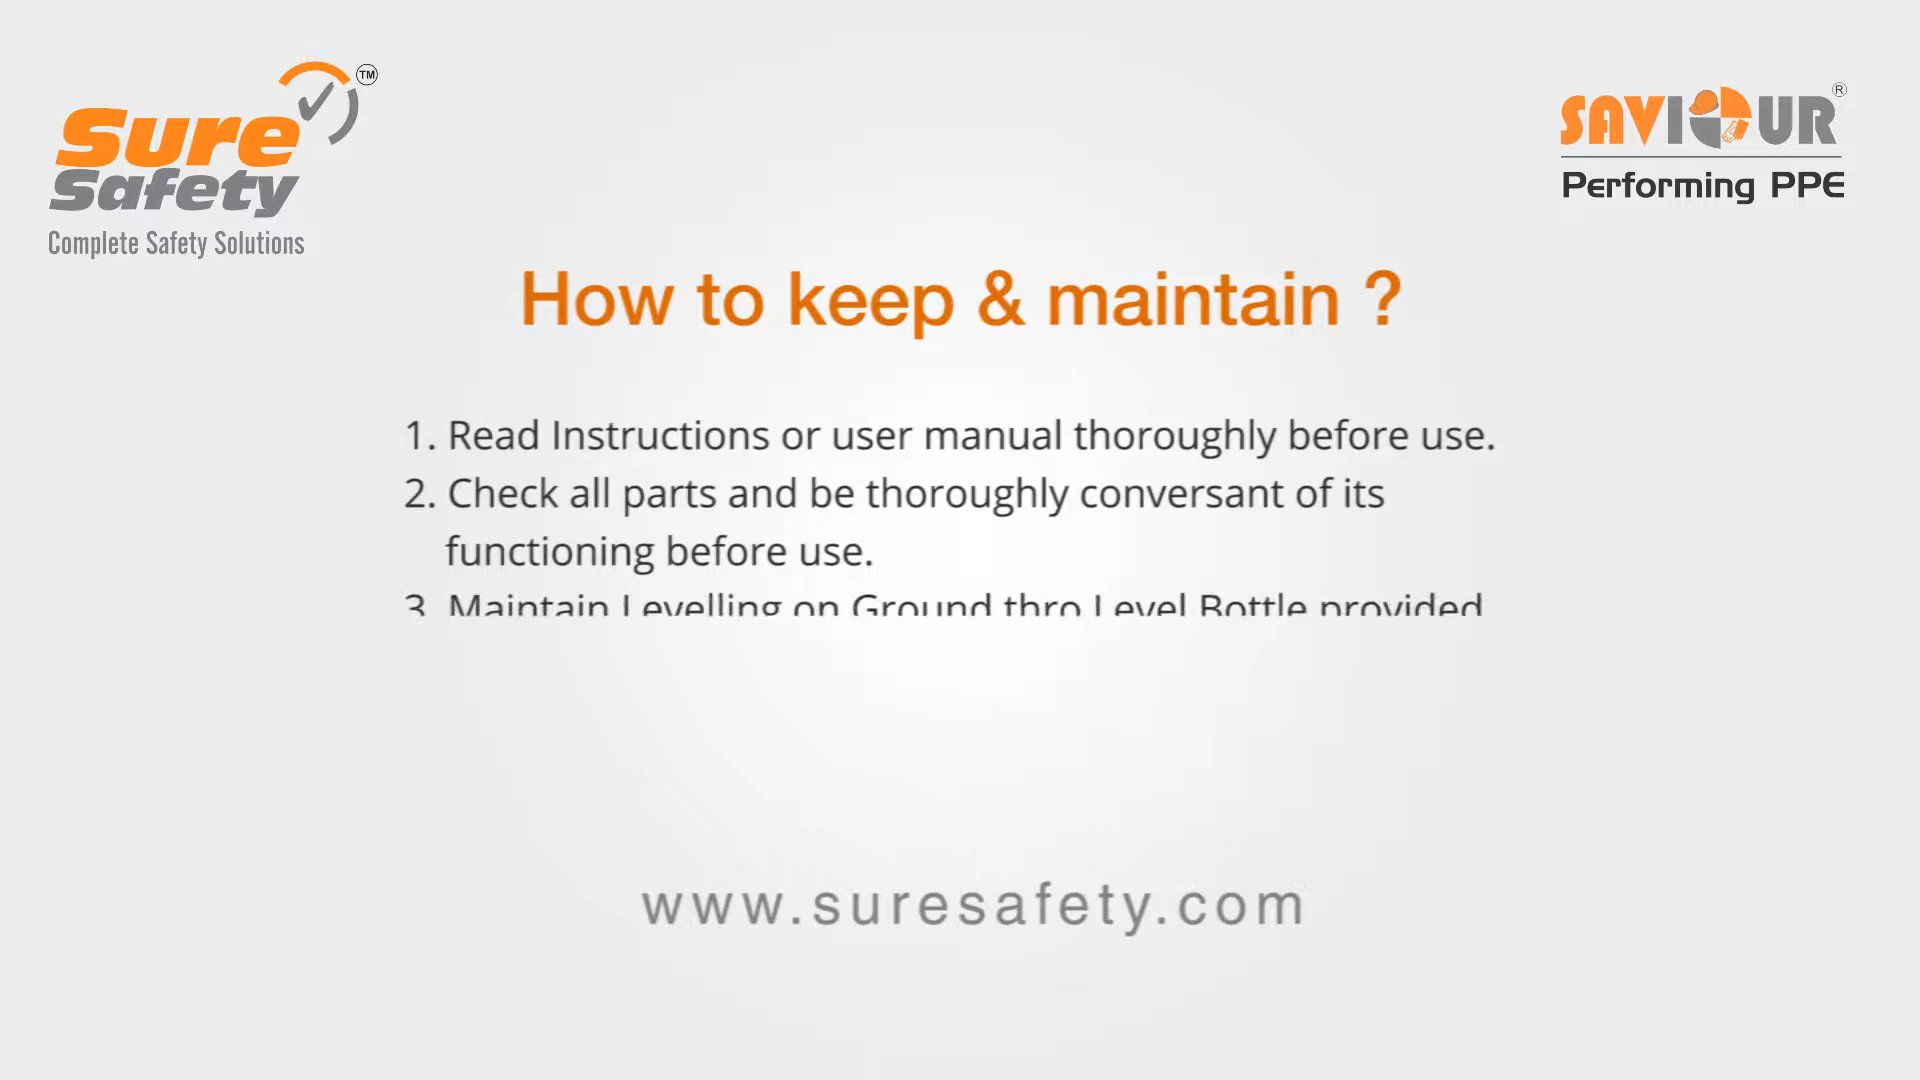 Sure
Safety
TM
Complete Safety Solutions
SAVIOUR®
Performing PPE
How to keep & maintain ?
1. Read Instructions or user manual thoroughly before use.
2. Check all parts and be thoroughly conversant of its
functioning before use.
3. Maintain Levelling on Ground thro Level Bottle provided
www.suresafety.com